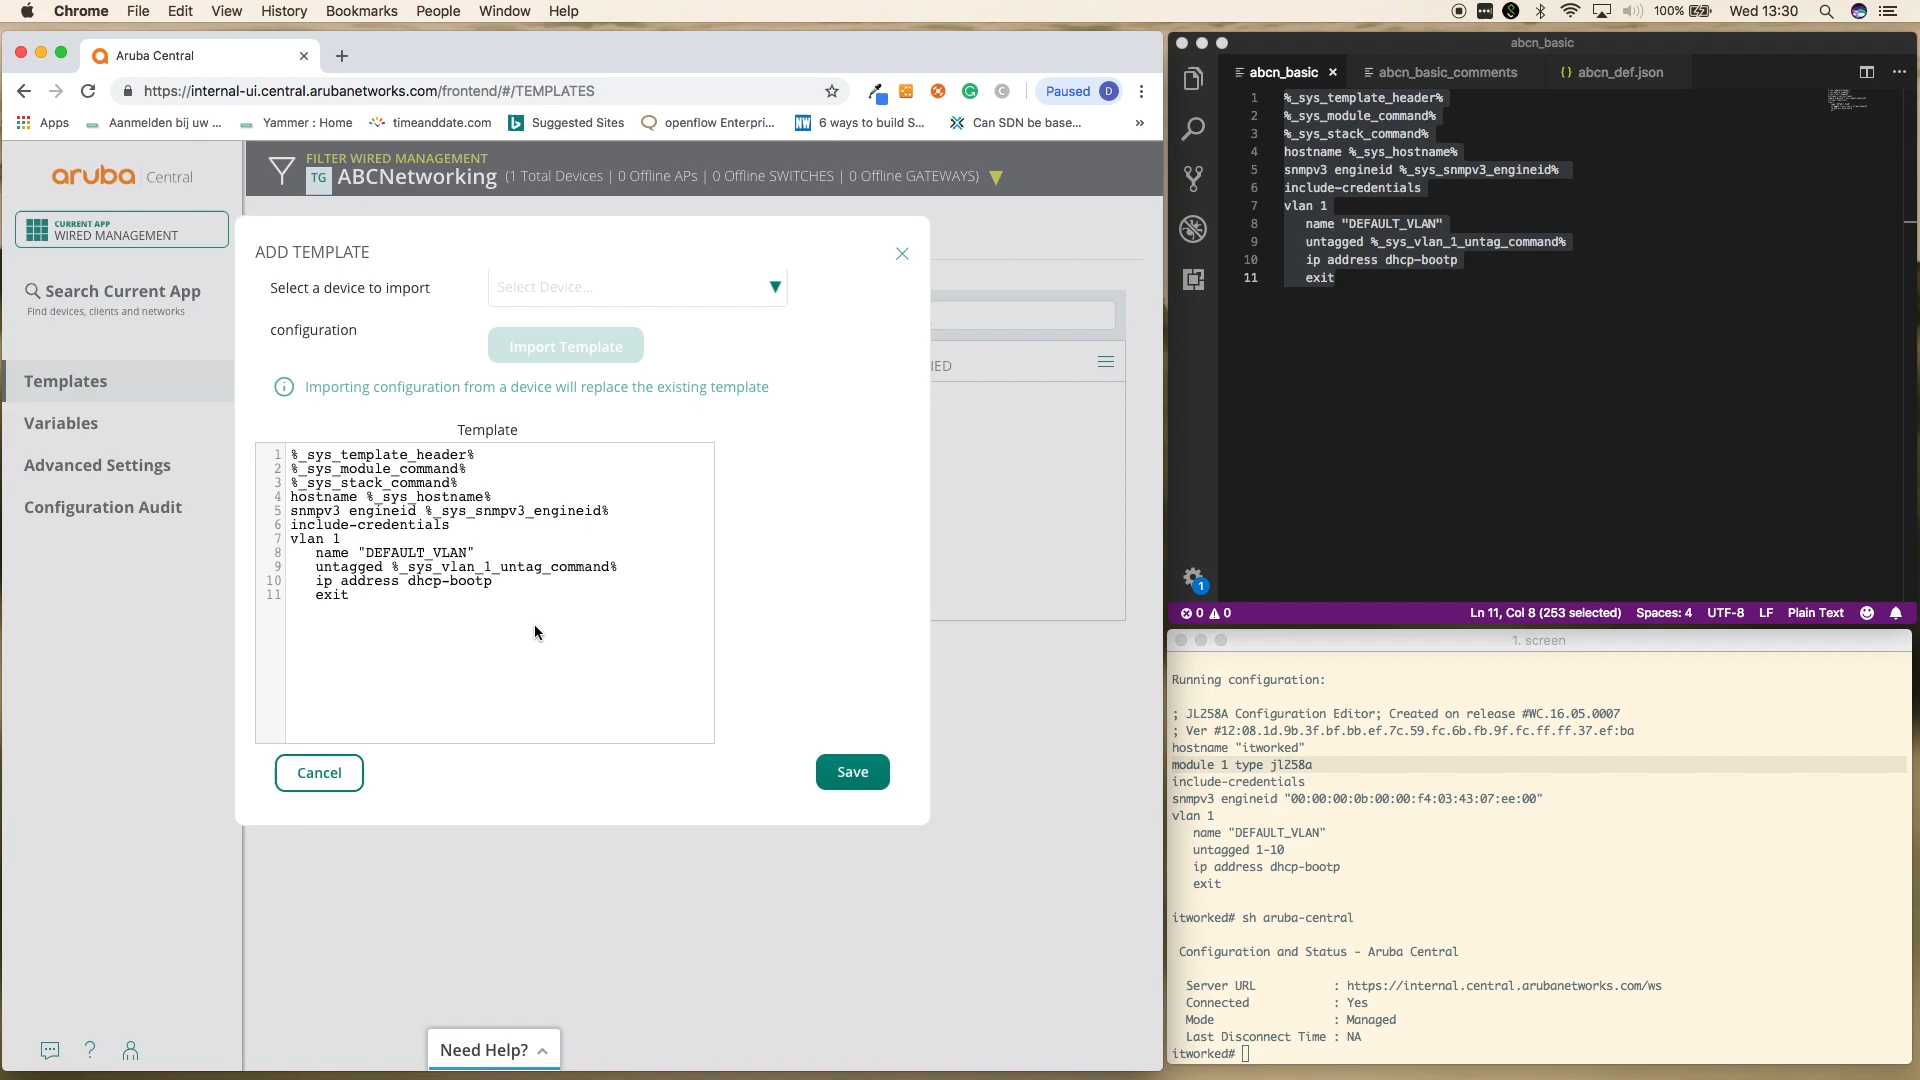 Chrome File Edit View History Bookmarks People Window Help
100% Wed 13:30
Aruba Central
https://internal-ui.central.arubanetworks.com/frontend/#/TEMPLATES
Paused D
Apps Aanmelden bij uw ... Yammer : Home timeanddate.com Suggested Sites openflow Enterpri... NW 6 ways to build S... Can SDN be base... »
aruba Central
FILTER WIRED MANAGEMENT
TG ABCNetworking (1 Total Devices | 0 Offline APs | 0 Offline SWITCHES | 0 Offline GATEWAYS)
CURRENT APP
WIRED MANAGEMENT
Search Current App
Find devices, clients and networks
Templates
Variables
Advanced Settings
Configuration Audit
ADD TEMPLATE
Select a device to import
Select Device...
configuration
Import Template
Importing configuration from a device will replace the existing template
IED
Template
1 %_sys_template_header%
2 %_sys_module_command%
3 %_sys_stack_command%
4 hostname %_sys_hostname%
5 snmpv3 engineid %_sys_snmpv3_engineid%
6 include-credentials
7 vlan 1
8 name "DEFAULT_VLAN"
9 untagged %_sys_vlan_1_untag_command%
10 ip address dhcp-bootp
11 exit
Cancel
Save
Need Help?
abcn_basic
abcn_basic abcn_basic_comments {} abcn_def.json
1 %_sys_template_header%
2 %_sys_module_command%
3 %_sys_stack_command%
4 hostname %_sys_hostname%
5 snmpv3 engineid %_sys_snmpv3_engineid%
6 include-credentials
7 vlan 1
8 name "DEFAULT_VLAN"
9 untagged %_sys_vlan_1_untag_command%
10 ip address dhcp-bootp
11 exit
1
0 0 Ln 11, Col 8 (253 selected) Spaces: 4 UTF-8 LF Plain Text
1. screen
Running configuration:
; JL258A Configuration Editor; Created on release #WC.16.05.0007
; Ver #12:08.1d.9b.3f.bf.bb.ef.7c.59.fc.6b.fb.9f.fc.ff.ff.37.ef:ba
hostname "itworked"
module 1 type jl258a
include-credentials
snmpv3 engineid "00:00:00:0b:00:00:f4:03:43:07:ee:00"
vlan 1
name "DEFAULT_VLAN"
untagged 1-10
ip address dhcp-bootp
exit
itworked# sh aruba-central
Configuration and Status - Aruba Central
Server URL : https://internal.central.arubanetworks.com/ws
Connected : Yes
Mode : Managed
Last Disconnect Time : NA
itworked#